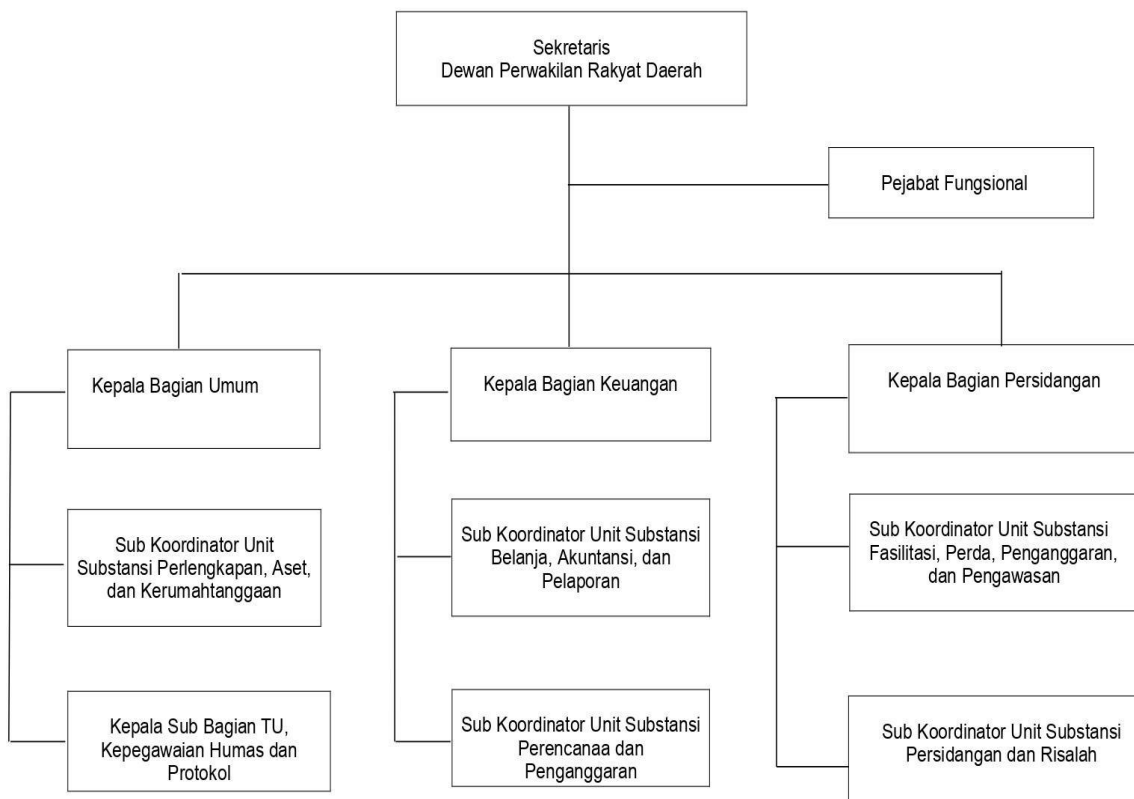 Sekretaris
Dewan Perwakilan Rakyat Daerah
Pejabat Fungsional
Kepala Bagian Umum
Kepala Bagian Keuangan
Kepala Bagian Persidangan
Sub Koordinator Unit
Substansi Perlengkapan, Aset,
dan Kerumahtanggaan
Sub Koordinator Unit Substansi
Belanja, Akuntansi, dan
Pelaporan
Sub Koordinator Unit Substansi
Fasilitasi, Perda, Penganggaran,
dan Pengawasan
Kepala Sub Bagian TU,
Kepegawaian Humas dan
Protokol
Sub Koordinator Unit Substansi
Perencanaa dan
Penganggaran
Sub Koordinator Unit Substansi
Persidangan dan Risalah